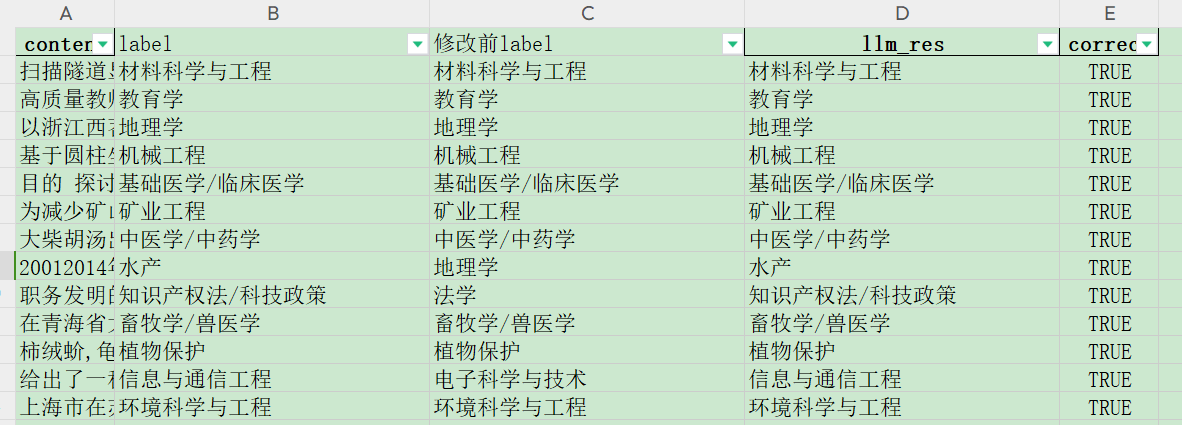 A B C D E
conten label 修改前label llm_res correc
扫描隧道 材料科学与工程 材料科学与工程 材料科学与工程 TRUE
高质量教师 教育学 教育学 教育学 TRUE
以浙江西 地理学 地理学 地理学 TRUE
基于圆柱 机械工程 机械工程 机械工程 TRUE
目的 探讨 基础医学/临床医学 基础医学/临床医学 基础医学/临床医学 TRUE
为减少矿 矿业工程 矿业工程 矿业工程 TRUE
大柴胡汤 中医学/中药学 中医学/中药学 中医学/中药学 TRUE
20012014年 水产 地理学 水产 TRUE
职务发明的 知识产权法/科技政策 法学 知识产权法/科技政策 TRUE
在青海省 畜牧学/兽医学 畜牧学/兽医学 畜牧学/兽医学 TRUE
柿绒蚧,龟 植物保护 植物保护 植物保护 TRUE
给出了一种 信息与通信工程 电子科学与技术 信息与通信工程 TRUE
上海市在 环境科学与工程 环境科学与工程 环境科学与工程 TRUE